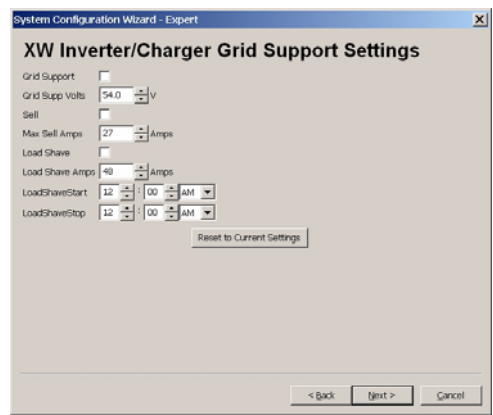 System Configuration Wizard - Expert
XW Inverter/Charger Grid Support Settings
Grid Support
Grid Supp Volts 54.0 V
Sell
Max Sell Amps 27 Amps
Load Shave
Load Shave Amps 48 Amps
LoadShaveStart 12 : 00 AM
LoadShaveStop 12 : 00 AM
Reset to Current Settings
< Back Next > Cancel